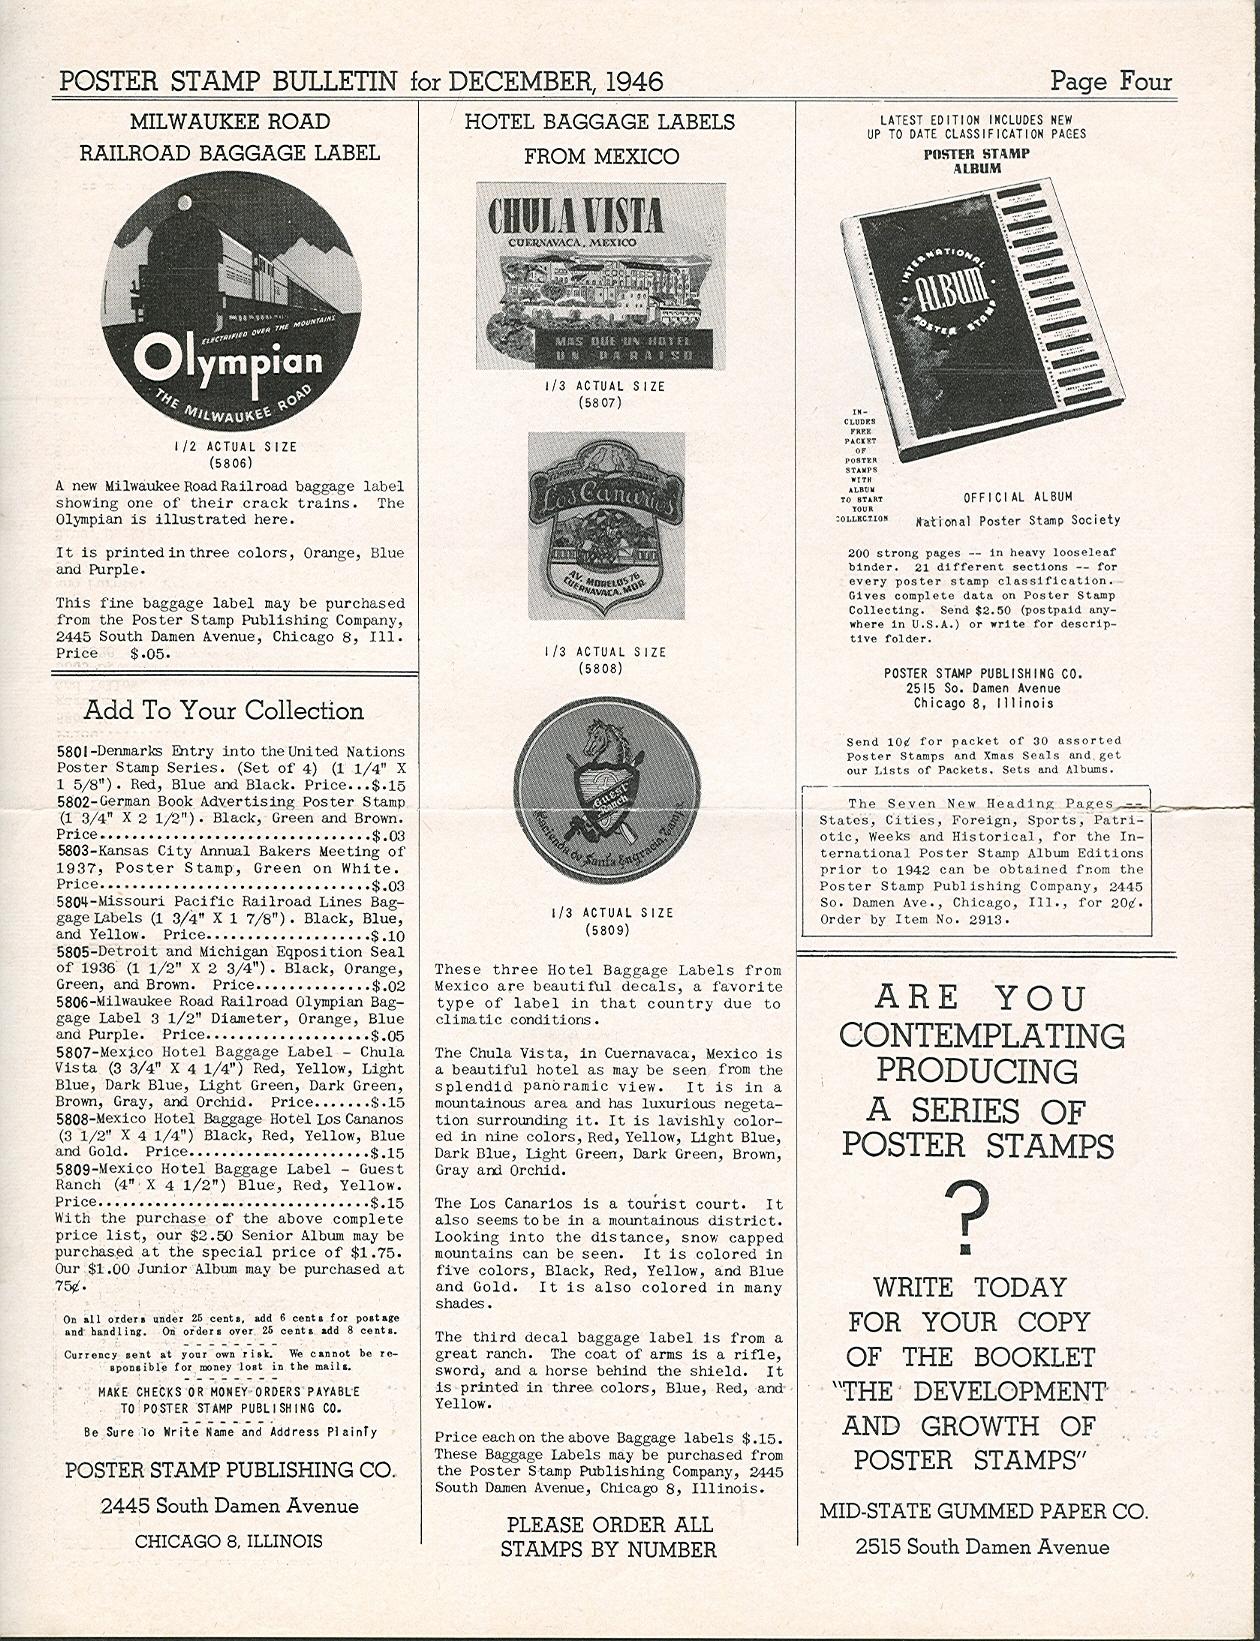 POSTER STAMP BULLETIN for DECEMBER, 1946
Page Four
MILWAUKEE ROAD
RAILROAD BAGGAGE LABEL
ELECTRIFIED OVER THE MOUNTAINS
Olympian
THE MILWAUKEE ROAD
1/2 ACTUAL SIZE
(5806)
A new Milwaukee Road Railroad baggage label
showing one of their crack trains. The
Olympian is illustrated here.
It is printed in three colors, Orange, Blue
and Purple.
This fine baggage label may be purchased
from the Poster Stamp Publishing Company,
2445 South Damen Avenue, Chicago 8, Ill.
Price $.05.
Add To Your Collection
5801-Denmarks Entry into the United Nations
Poster Stamp Series. (Set of 4) (1 1/4" X
1 5/8"). Red, Blue and Black. Price...$.15
5802-German Book Advertising Poster Stamp
(1 3/4" X 2 1/2"). Black, Green and Brown.
Price................................$.03
5803-Kansas City Annual Bakers Meeting of
1937, Poster Stamp, Green on White.
Price................................$.03
5804-Missouri Pacific Railroad Lines Bag-
gage Labels (1 3/4" X 1 7/8"). Black, Blue,
and Yellow. Price....................$.10
5805-Detroit and Michigan Eqposition Seal
of 1936 (1 1/2" X 2 3/4"). Black, Orange,
Green, and Brown. Price..............$.02
5806-Milwaukee Road Railroad Olympian Bag-
gage Label 3 1/2" Diameter, Orange, Blue
and Purple. Price....................$.05
5807-Mexico Hotel Baggage Label - Chula
Vista (3 3/4" X 4 1/4") Red, Yellow, Light
Blue, Dark Blue, Light Green, Dark Green,
Brown, Gray, and Orchid. Price.......$.15
5808-Mexico Hotel Baggage Hotel Los Cananos
(3 1/2" X 4 1/4") Black, Red, Yellow, Blue
and Gold. Price......................$.15
5809-Mexico Hotel Baggage Label - Guest
Ranch (4" X 4 1/2") Blue, Red, Yellow.
Price................................$.15
With the purchase of the above complete
price list, our $2.50 Senior Album may be
purchased at the special price of $1.75.
Our $1.00 Junior Album may be purchased at
75¢.
On all orders under 25 cents, add 6 cents for postage
and handling. On orders over 25 cents add 8 cents.
Currency sent at your own risk. We cannot be re-
sponsible for money lost in the mails.
MAKE CHECKS OR MONEY ORDERS PAYABLE
TO POSTER STAMP PUBLISHING CO.
Be Sure To Write Name and Address Plainly
POSTER STAMP PUBLISHING CO.
2445 South Damen Avenue
CHICAGO 8, ILLINOIS
HOTEL BAGGAGE LABELS
FROM MEXICO
CHULA VISTA
CUERNAVACA, MEXICO
MAS QUE UN HOTEL
UN PARAISO
1/3 ACTUAL SIZE
(5807)
Los Canarios
AV. MORELOS 76
CUERNAVACA, MOR.
1/3 ACTUAL SIZE
(5808)
GUEST
RANCH
Hacienda de Santa Engracia, Tamp.
1/3 ACTUAL SIZE
(5809)
These three Hotel Baggage Labels from
Mexico are beautiful decals, a favorite
type of label in that country due to
climatic conditions.
The Chula Vista, in Cuernavaca, Mexico is
a beautiful hotel as may be seen from the
splendid panoramic view. It is in a
mountainous area and has luxurious negeta-
tion surrounding it. It is lavishly color-
ed in nine colors, Red, Yellow, Light Blue,
Dark Blue, Light Green, Dark Green, Brown,
Gray and Orchid.
The Los Canarios is a tourist court. It
also seems to be in a mountainous district.
Looking into the distance, snow capped
mountains can be seen. It is colored in
five colors, Black, Red, Yellow, and Blue
and Gold. It is also colored in many
shades.
The third decal baggage label is from a
great ranch. The coat of arms is a rifle,
sword, and a horse behind the shield. It
is printed in three colors, Blue, Red, and
Yellow.
Price each on the above Baggage labels $.15.
These Baggage Labels may be purchased from
the Poster Stamp Publishing Company, 2445
South Damen Avenue, Chicago 8, Illinois.
PLEASE ORDER ALL
STAMPS BY NUMBER
LATEST EDITION INCLUDES NEW
UP TO DATE CLASSIFICATION PAGES
POSTER STAMP
ALBUM
INTERNATIONAL
ALBUM
POSTER STAMP
IN-
CLUDES
FREE
PACKET
OF
POSTER
STAMPS
WITH
ALBUM
TO START
YOUR
COLLECTION
OFFICIAL ALBUM
National Poster Stamp Society
200 strong pages -- in heavy looseleaf
binder. 21 different sections -- for
every poster stamp classification.
Gives complete data on Poster Stamp
Collecting. Send $2.50 (postpaid any-
where in U.S.A.) or write for descrip-
tive folder.
POSTER STAMP PUBLISHING CO.
2515 So. Damen Avenue
Chicago 8, Illinois
Send 10¢ for packet of 30 assorted
Poster Stamps and Xmas Seals and get
our Lists of Packets, Sets and Albums.
The Seven New Heading Pages --
States, Cities, Foreign, Sports, Patri-
otic, Weeks and Historical, for the In-
ternational Poster Stamp Album Editions
prior to 1942 can be obtained from the
Poster Stamp Publishing Company, 2445
So. Damen Ave., Chicago, Ill., for 20¢.
Order by Item No. 2913.
ARE YOU
CONTEMPLATING
PRODUCING
A SERIES OF
POSTER STAMPS
?
WRITE TODAY
FOR YOUR COPY
OF THE BOOKLET
"THE DEVELOPMENT
AND GROWTH OF
POSTER STAMPS"
MID-STATE GUMMED PAPER CO.
2515 South Damen Avenue